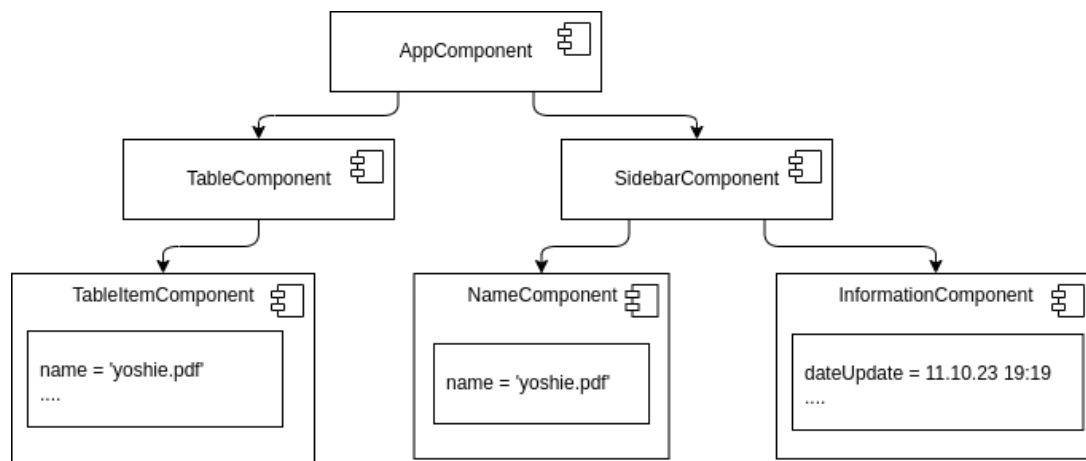 AppComponent
TableComponent
SidebarComponent
TableItemComponent
name = 'yoshie.pdf'
....
NameComponent
name = 'yoshie.pdf'
InformationComponent
dateUpdate = 11.10.23 19:19
....